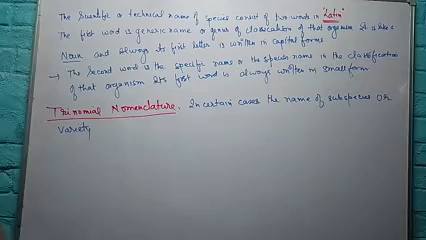 The Scientific or technical name of species consist of two words in "Latin"
The first word is generic name or genus of classification of that organism It is like a
Noun and always its first letter is written in capital forms
→ The second word is the specific name or the species name in the classification
of that organism Its first word is always written in small form
Trinomial Nomenclature. In certain cases the name of subspecies or
Variety